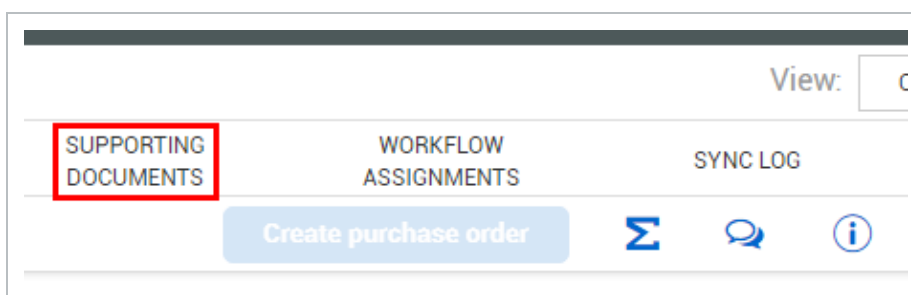 View:
SUPPORTING
DOCUMENTS
WORKFLOW
ASSIGNMENTS
SYNC LOG
Create purchase order